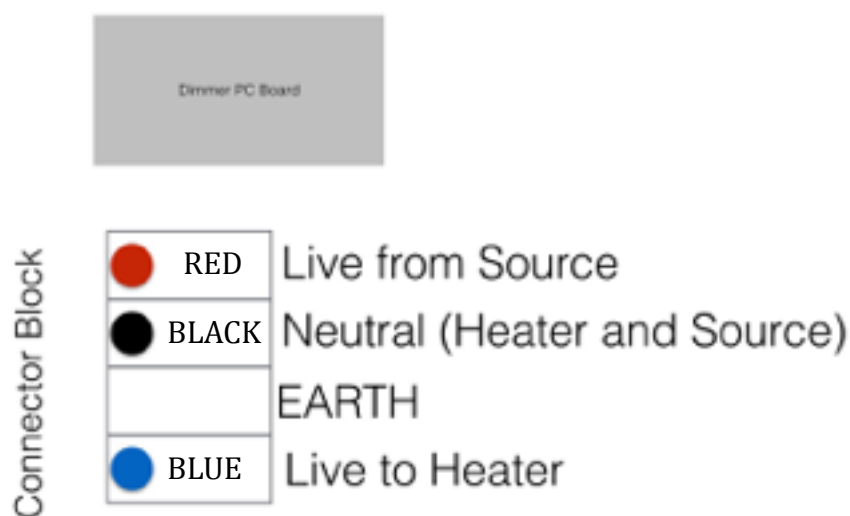 Dimmer PC Board
Connector Block
RED Live from Source
BLACK Neutral (Heater and Source)
EARTH
BLUE Live to Heater